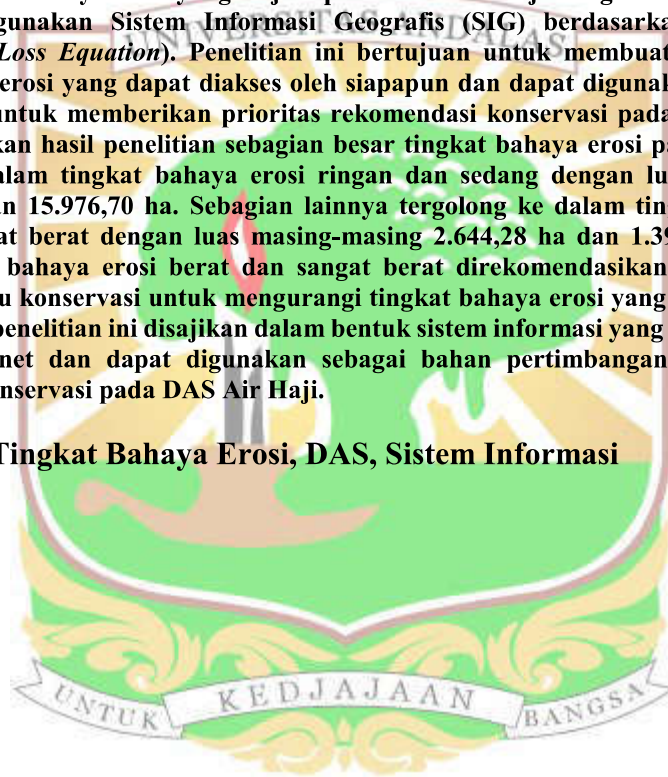 gunakan Sistem Informasi Geografis (SIG) berdasarka
UNIVERSITAS ANDALAS
Loss Equation). Penelitian ini bertujuan untuk membuat
erosi yang dapat diakses oleh siapapun dan dapat digunak
untuk memberikan prioritas rekomendasi konservasi pada
kan hasil penelitian sebagian besar tingkat bahaya erosi pa
alam tingkat bahaya erosi ringan dan sedang dengan lu
n 15.976,70 ha. Sebagian lainnya tergolong ke dalam ting
at berat dengan luas masing-masing 2.644,28 ha dan 1.39
bahaya erosi berat dan sangat berat direkomendasikan
u konservasi untuk mengurangi tingkat bahaya erosi yang
penelitian ini disajikan dalam bentuk sistem informasi yang
net dan dapat digunakan sebagai bahan pertimbangan
nservasi pada DAS Air Haji.
Tingkat Bahaya Erosi, DAS, Sistem Informasi
UNTUK KEDJAJAAN BANGSA